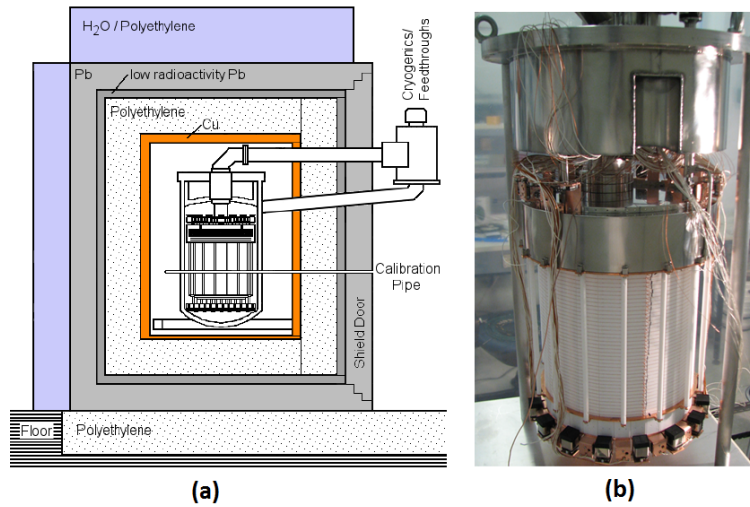 H₂O / Polyethylene
Pb
low radioactivity Pb
Polyethylene
Cu
Cryogenics/
Feedthroughs
Calibration
Pipe
Shield Door
Floor
Polyethylene
(a)
(b)